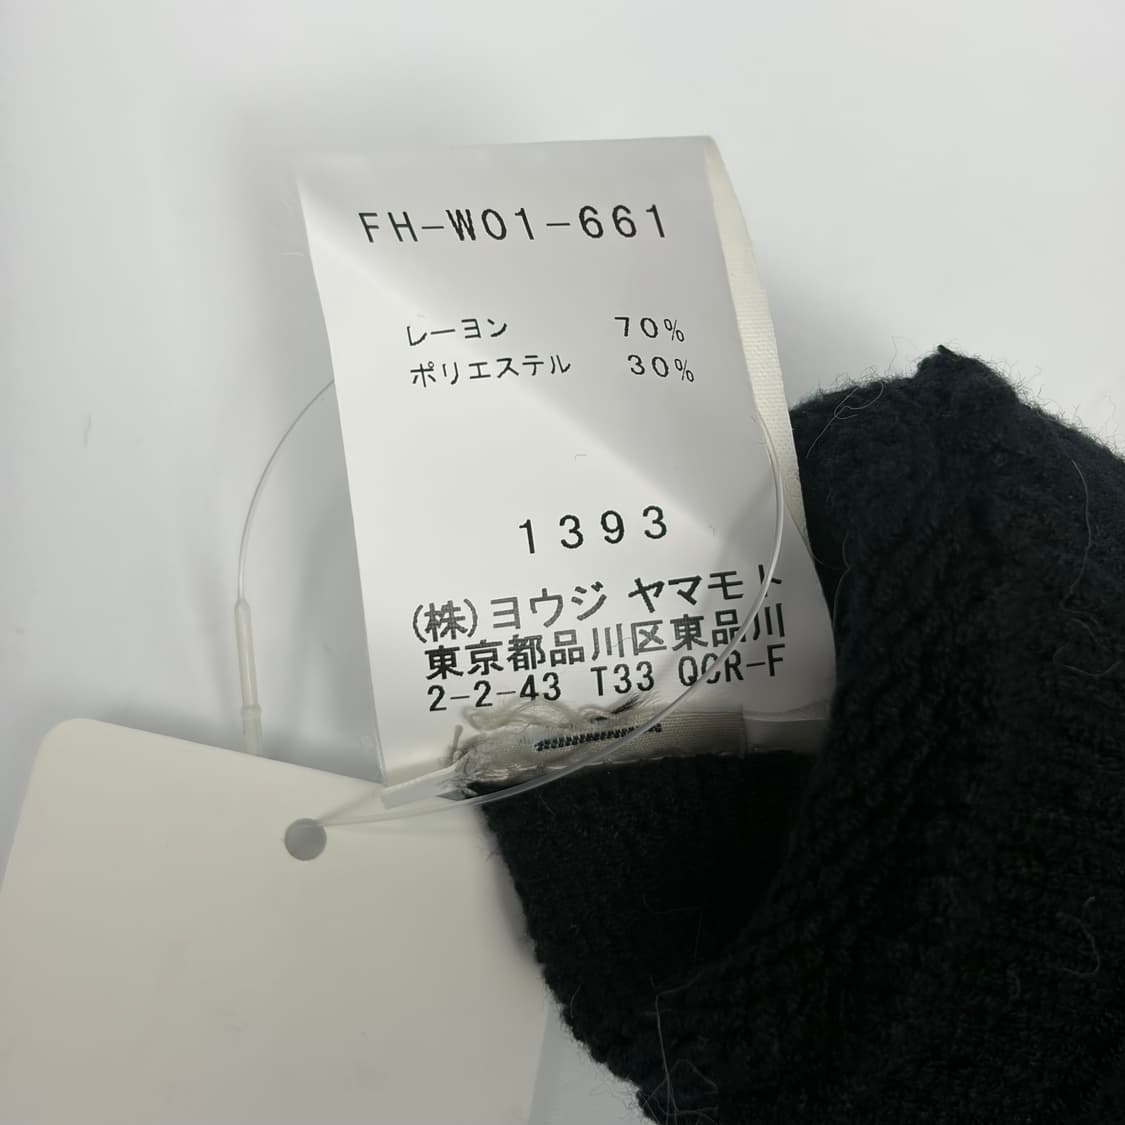 FH-W01-661
レーヨン 70%
ポリエステル 30%
1393
(株)ヨウジ ヤマモト
東京都品川区東品川
2-2-43 T33 QCR-F